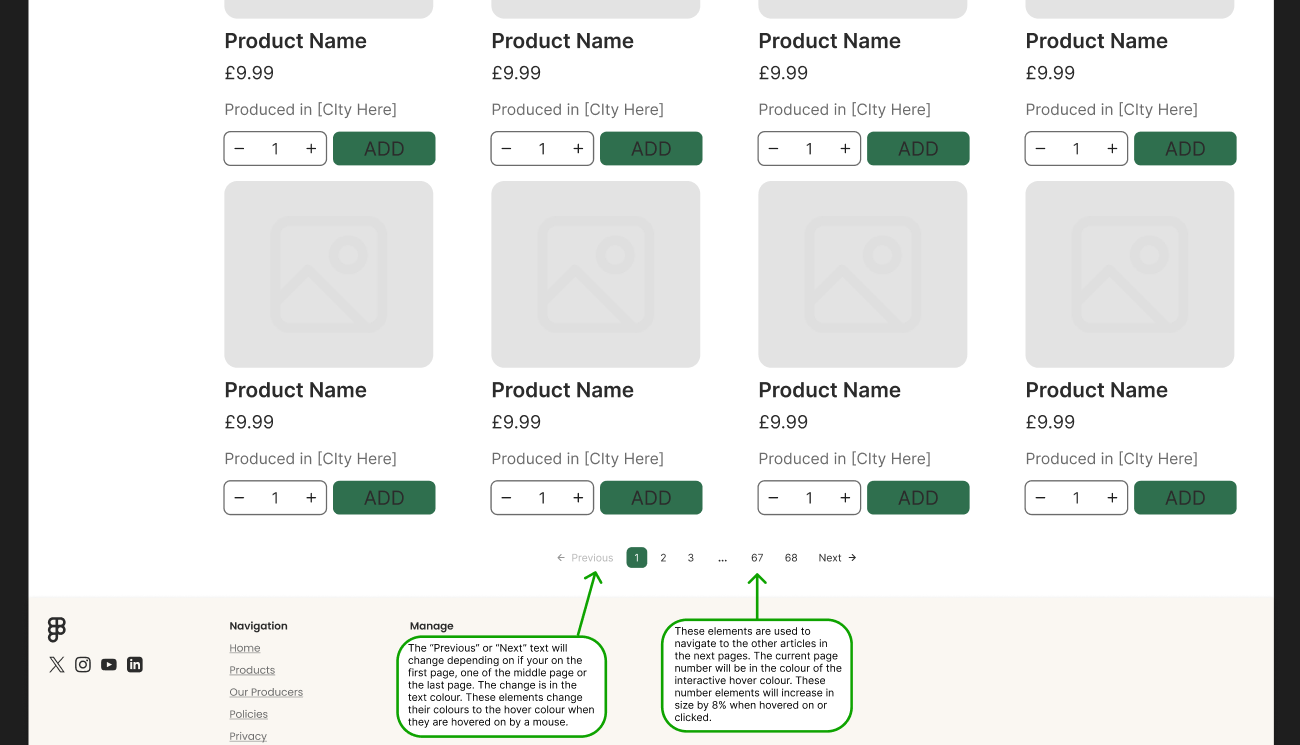 Product Name Product Name Product Name Product Name
£9.99 £9.99 £9.99 £9.99
Produced in [CIty Here] Produced in [CIty Here] Produced in [CIty Here] Produced in [CIty Here]
− 1 + ADD − 1 + ADD − 1 + ADD − 1 + ADD
Product Name Product Name Product Name Product Name
£9.99 £9.99 £9.99 £9.99
Produced in [CIty Here] Produced in [CIty Here] Produced in [CIty Here] Produced in [CIty Here]
− 1 + ADD − 1 + ADD − 1 + ADD − 1 + ADD
← Previous 1 2 3 ... 67 68 Next →
Navigation
Home
Products
Our Producers
Policies
Privacy
Manage
The “Previous” or “Next” text will
change depending on if your on the
first page, one of the middle page or
the last page. The change is in the
text colour. These elements change
their colours to the hover colour when
they are hovered on by a mouse.
These elements are used to
navigate to the other articles in
the next pages. The current page
number will be in the colour of the
interactive hover colour. These
number elements will increase in
size by 8% when hovered on or
clicked.